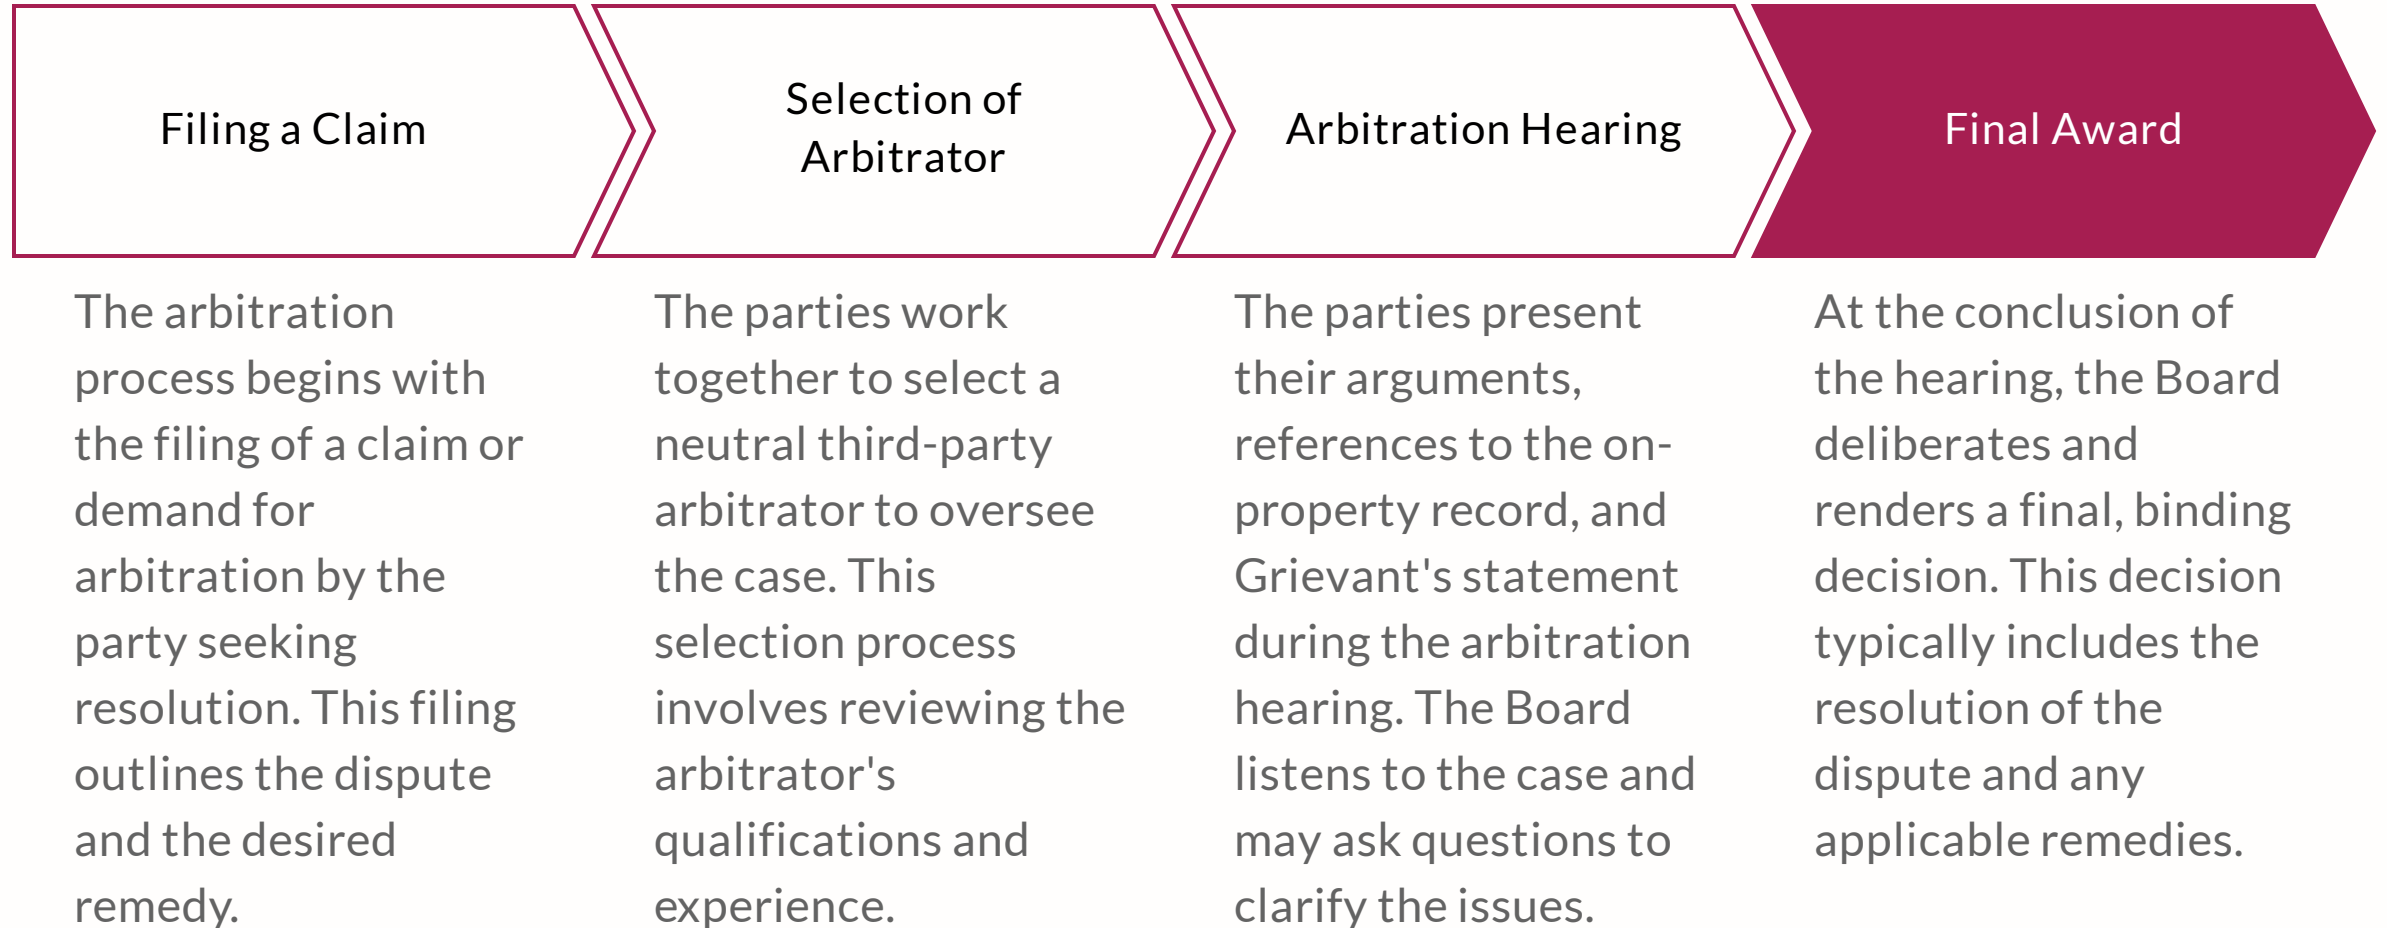 Filing a Claim
Selection of
Arbitrator
Arbitration Hearing
Final Award
The arbitration
process begins with
the filing of a claim or
demand for
arbitration by the
party seeking
resolution. This filing
outlines the dispute
and the desired
remedy.
The parties work
together to select a
neutral third-party
arbitrator to oversee
the case. This
selection process
involves reviewing the
arbitrator's
qualifications and
experience.
The parties present
their arguments,
references to the on-
property record, and
Grievant's statement
during the arbitration
hearing. The Board
listens to the case and
may ask questions to
clarify the issues.
At the conclusion of
the hearing, the Board
deliberates and
renders a final, binding
decision. This decision
typically includes the
resolution of the
dispute and any
applicable remedies.